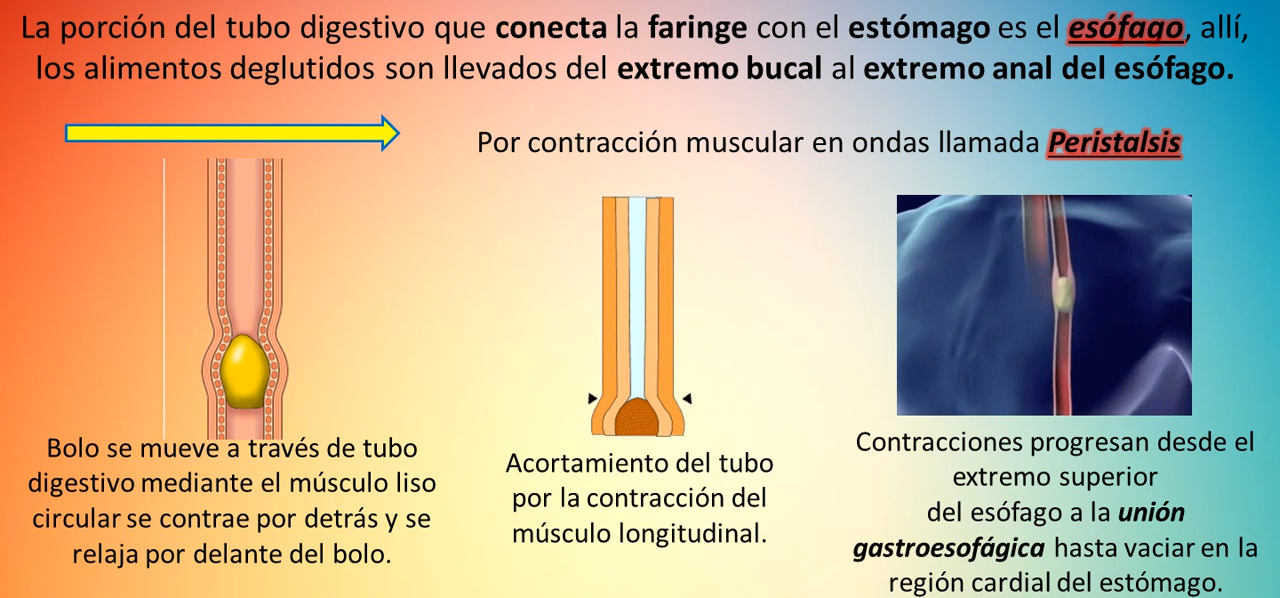 La porción del tubo digestivo que conecta la faringe con el estómago es el esófago, allí,
los alimentos deglutidos son llevados del extremo bucal al extremo anal del esófago.
Por contracción muscular en ondas llamada Peristalsis
Bolo se mueve a través de tubo
digestivo mediante el músculo liso
circular se contrae por detrás y se
relaja por delante del bolo.
Acortamiento del tubo
por la contracción del
músculo longitudinal.
Contracciones progresan desde el
extremo superior
del esófago a la unión
gastroesofágica hasta vaciar en la
región cardial del estómago.